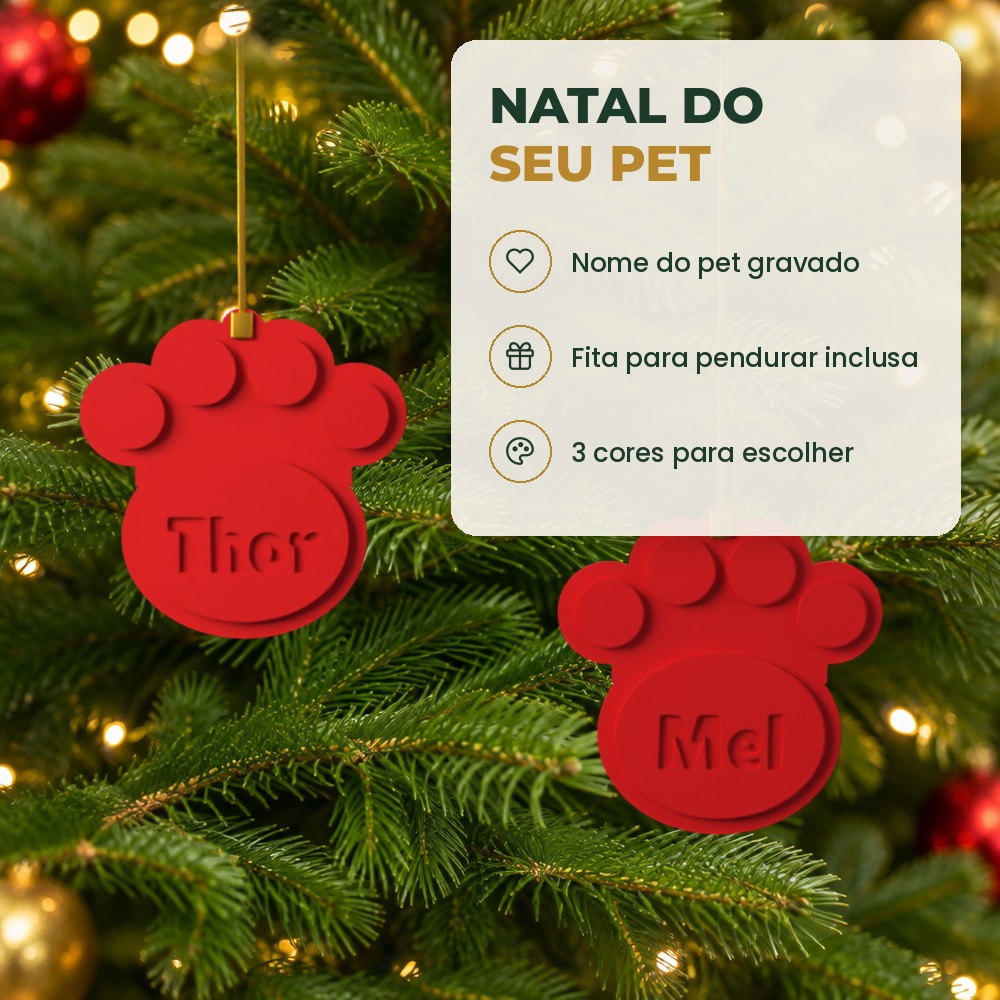 NATAL DO
SEU PET
Nome do pet gravado
Fita para pendurar inclusa
3 cores para escolher
Thor
Mel